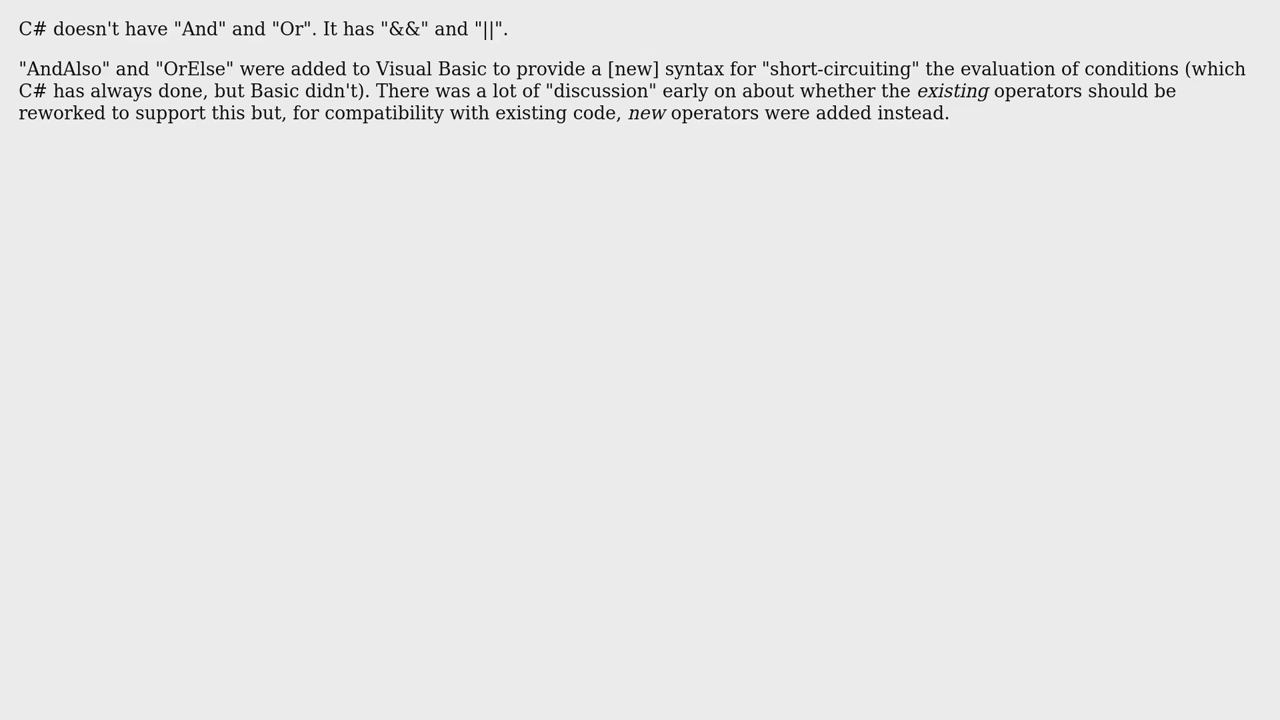 C# doesn't have "And" and "Or". It has "&&" and "||".
"AndAlso" and "OrElse" were added to Visual Basic to provide a [new] syntax for "short-circuiting" the evaluation of conditions (which
C# has always done, but Basic didn't). There was a lot of "discussion" early on about whether the existing operators should be
reworked to support this but, for compatibility with existing code, new operators were added instead.